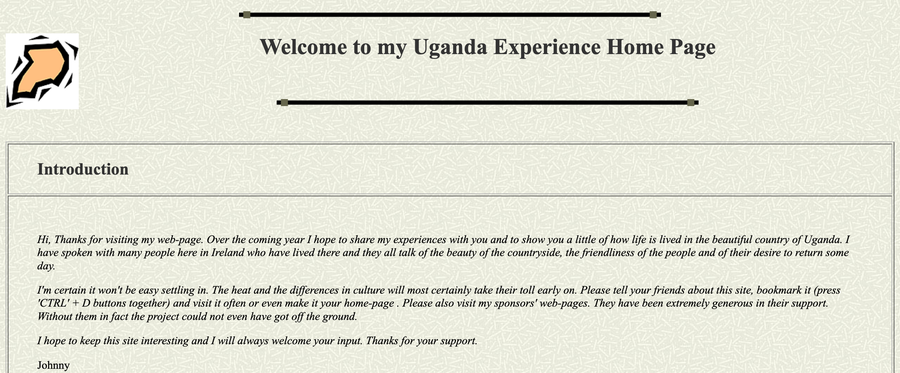 Welcome to my Uganda Experience Home Page
Introduction
Hi, Thanks for visiting my web-page. Over the coming year I hope to share my experiences with you and to show you a little of how life is lived in the beautiful country of Uganda. I
have spoken with many people here in Ireland who have lived there and they all talk of the beauty of the countryside, the friendliness of the people and of their desire to return some
day.
I'm certain it won't be easy settling in. The heat and the differences in culture will most certainly take their toll early on. Please tell your friends about this site, bookmark it (press
'CTRL' + D buttons together) and visit it often or even make it your home-page . Please also visit my sponsors' web-pages. They have been extremely generous in their support.
Without them in fact the project could not even have got off the ground.
I hope to keep this site interesting and I will always welcome your input. Thanks for your support.
Johnny